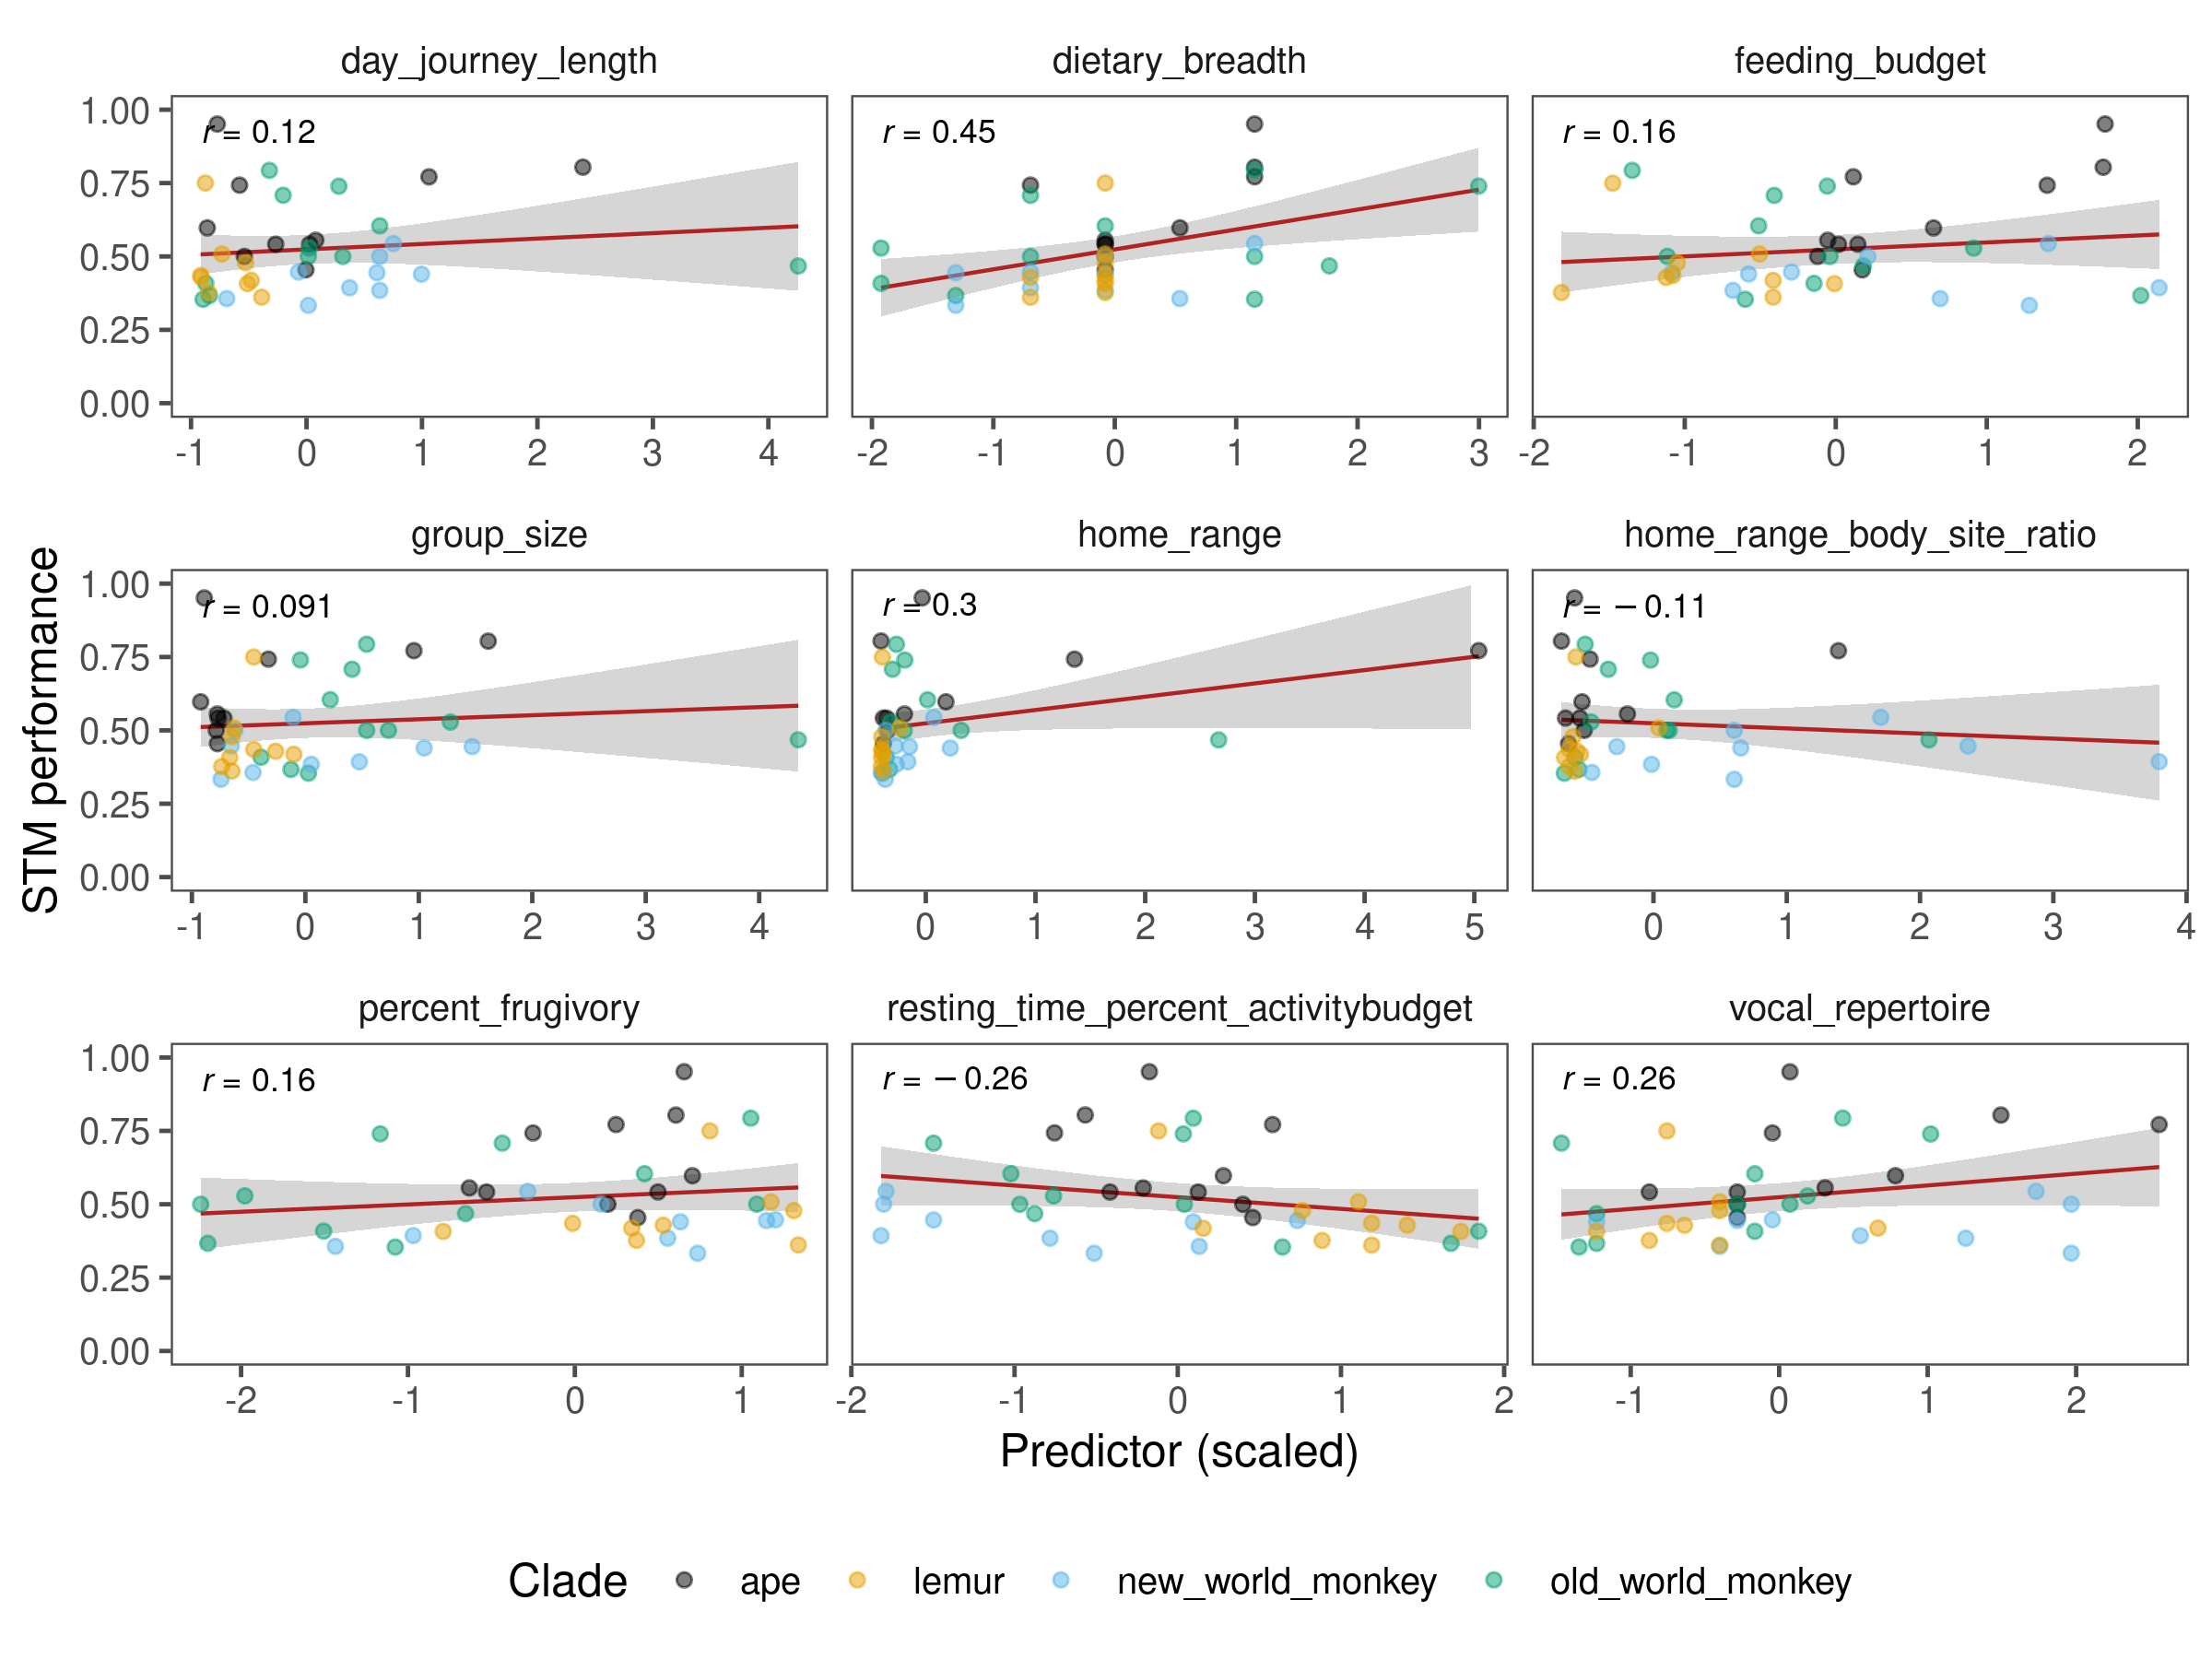 day_journey_length dietary_breadth feeding_budget
r = 0.12 r = 0.45 r = 0.16
1.00
0.75
0.50
0.25
0.00
-1 0 1 2 3 4 -2 -1 0 1 2 3 -2 -1 0 1 2
group_size home_range home_range_body_site_ratio
r = 0.091 r = 0.3 r = −0.11
1.00
0.75
0.50
0.25
0.00
-1 0 1 2 3 4 0 1 2 3 4 5 0 1 2 3 4
STM performance
percent_frugivory resting_time_percent_activitybudget vocal_repertoire
r = 0.16 r = −0.26 r = 0.26
1.00
0.75
0.50
0.25
0.00
-2 -1 0 1 -2 -1 0 1 2 -1 0 1 2
Predictor (scaled)
Clade ape lemur new_world_monkey old_world_monkey